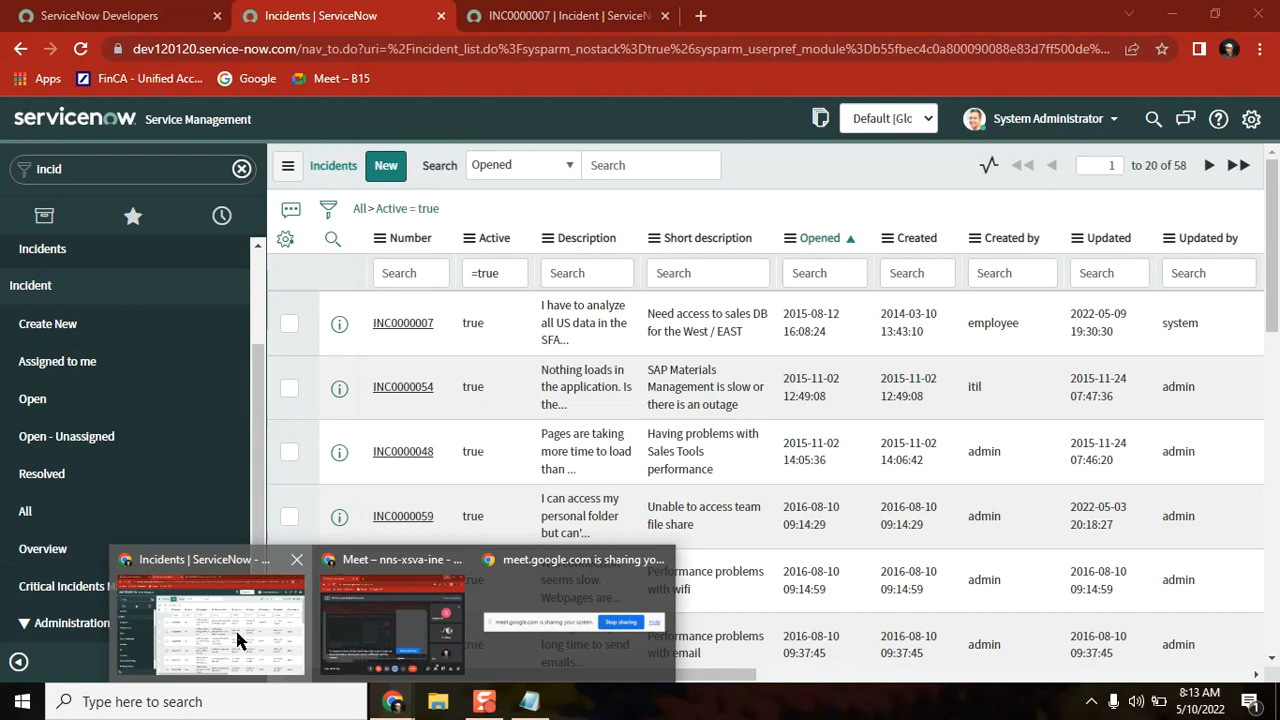 ServiceNow Developers
Incidents | ServiceNow
INC0000007 | Incident | ServiceN
dev120120.service-now.com/nav_to.do?uri=%2Fincident_list.do%3Fsysparm_nostack%3Dtrue%26sysparm_userpref_module%3Db55fbec4c0a800090088e83d7ff500de%...
Apps
FinCA - Unified Acc...
Google
Meet – B15
servicenow. Service Management
Default [Glc
System Administrator
incid
Incidents
New
Search
Opened
Search
1
to 20 of 58
All > Active = true
Incidents
Incident
Create New
Assigned to me
Open
Open - Unassigned
Resolved
All
Overview
Critical Incidents
Administration
Number Active Description Short description Opened Created Created by Updated Updated by
Search =true Search Search Search Search Search Search Search
INC0000007
true
I have to analyze
all US data in the
SFA...
Need access to sales DB
for the West / EAST
2015-08-12
16:08:24
2014-03-10
13:43:10
employee
2022-05-09
19:30:30
system
INC0000054
true
Nothing loads in
the application. Is
the...
SAP Materials
Management is slow or
there is an outage
2015-11-02
12:49:08
2015-11-02
12:49:08
itil
2015-11-24
07:47:36
admin
INC0000048
true
Pages are taking
more time to load
than ...
Having problems with
Sales Tools
performance
2015-11-02
14:05:36
2015-11-02
14:06:42
admin
2015-11-24
07:46:20
admin
INC0000059
true
I can access my
personal folder
but can'...
Unable to access team
file share
2016-08-10
09:14:29
2016-08-10
09:14:29
admin
2022-05-03
20:18:27
admin
seems slow.
Webpages are...
Performance problems
with wifi
2016-08-10
09:14:59
2016-08-10
09:14:59
admin
2016-08-10
09:14:59
admin
long time to send
emails...
Performance problems
with email
2016-08-10
09:37:45
2016-08-10
09:37:45
admin
2016-08-10
09:37:45
admin
Incidents | ServiceNow - ...
Meet – nns-xsva-ine - ...
meet.google.com is sharing yo...
meet.google.com is sharing your screen.
Stop sharing
Hide
Type here to search
8:13 AM
5/10/2022
1